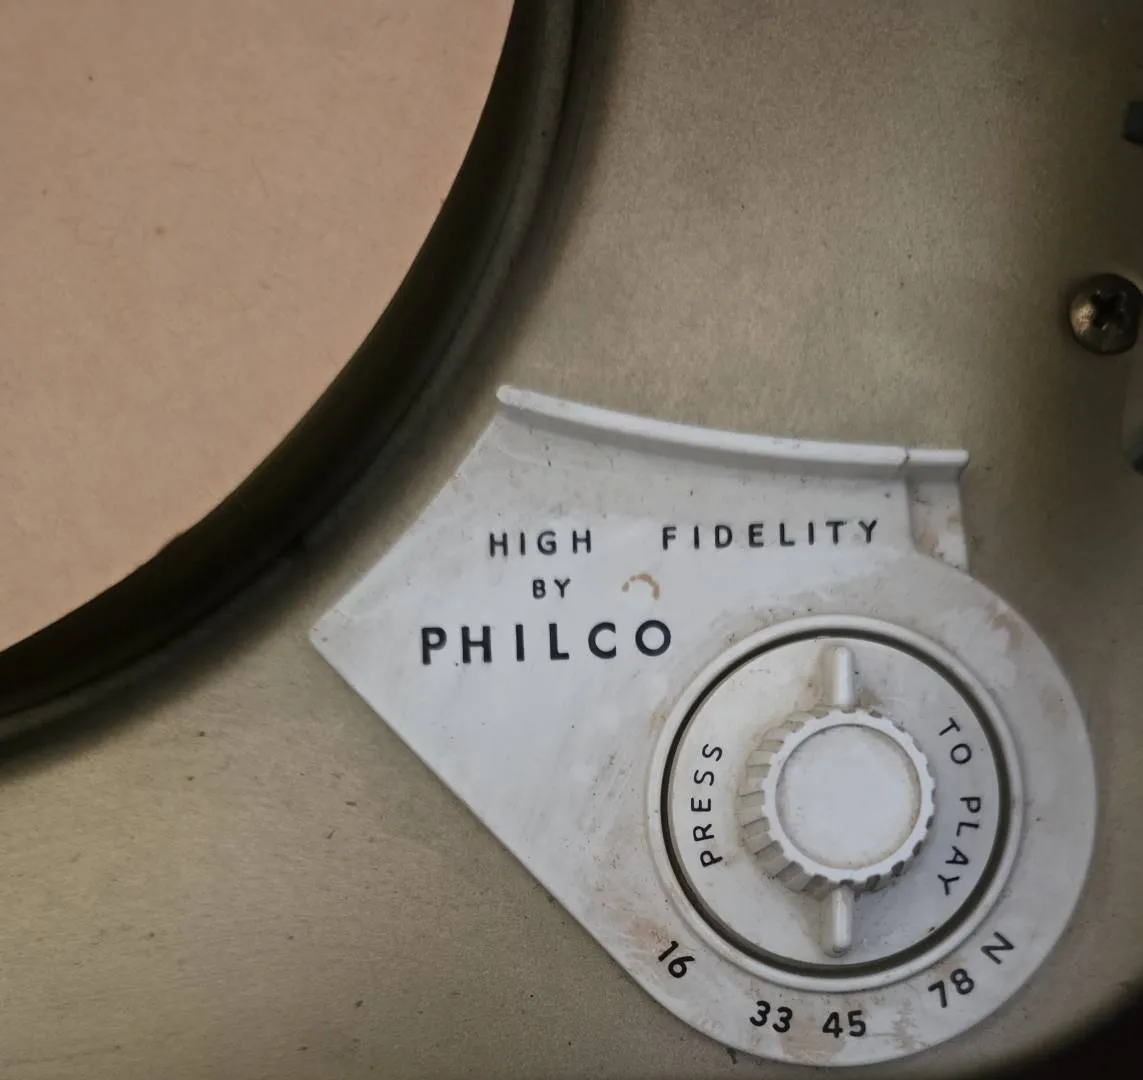 HIGH FIDELITY
BY
PHILCO
PRESS
TO PLAY
16
33
45
78
N